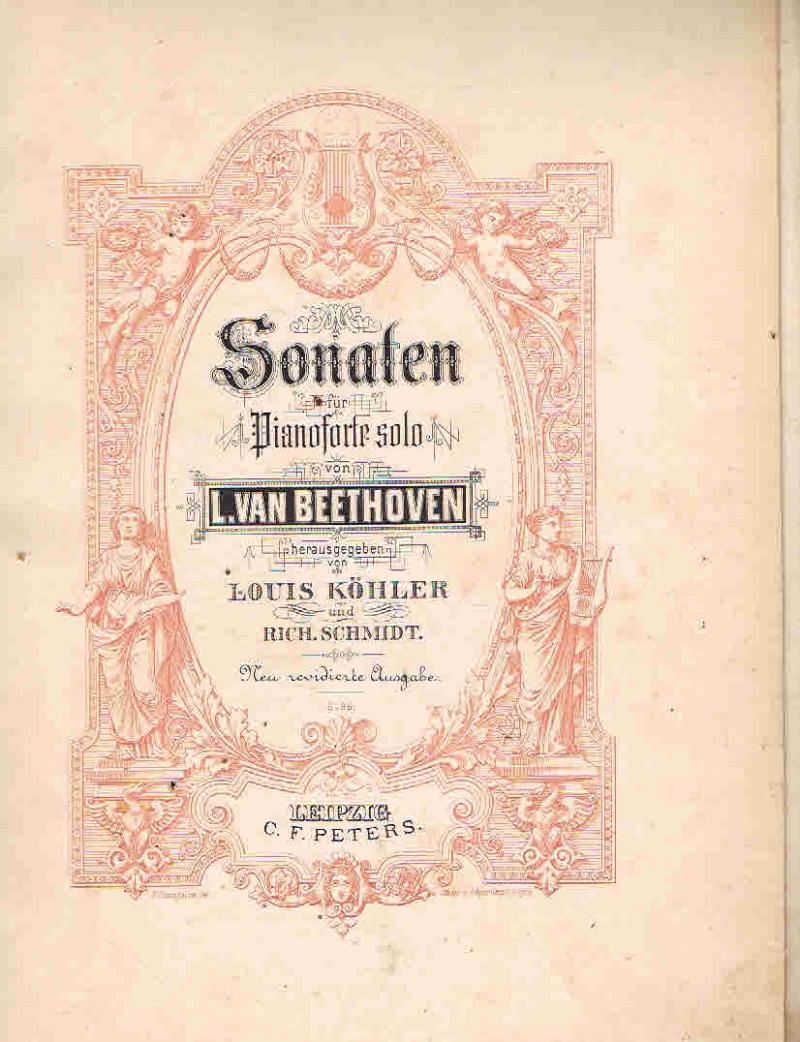 Sonaten
für
Pianoforte solo
von
L. VAN BEETHOVEN
herausgegeben
von
LOUIS KÖHLER
und
RICH. SCHMIDT.
Neu revidierte Ausgabe.
LEIPZIG
C. F. PETERS.